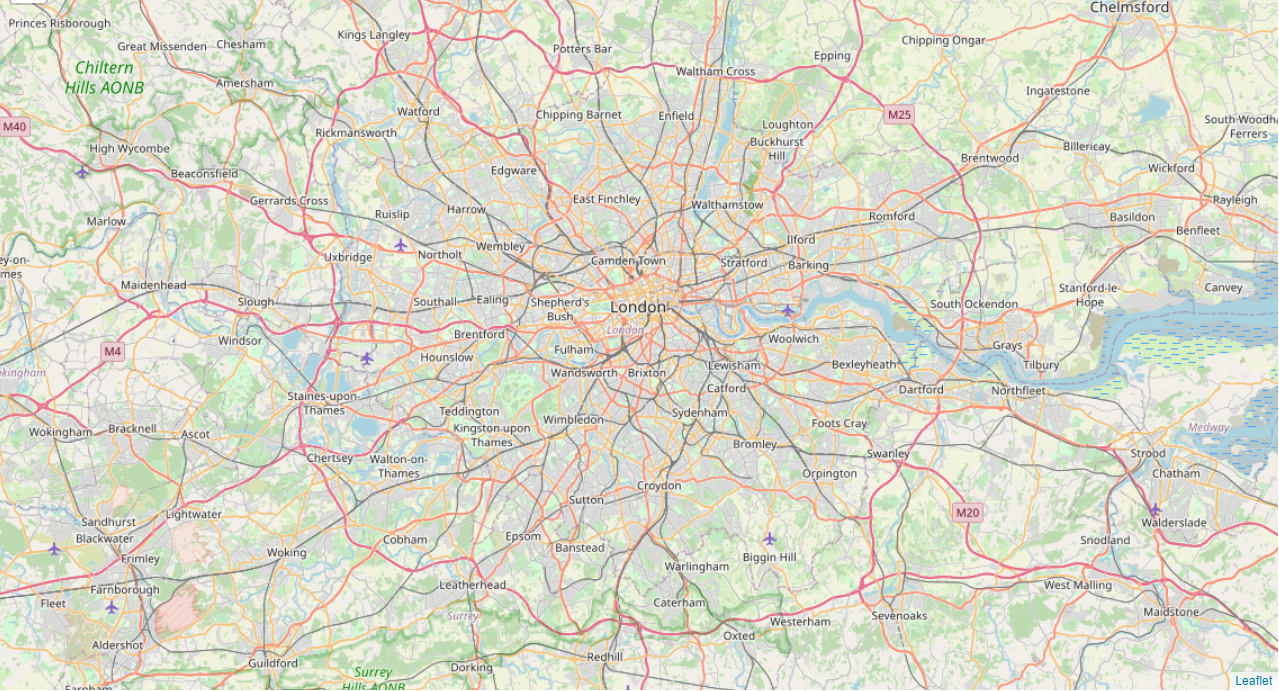 Chelmsford
Princes Risborough
Kings Langley
Great Missenden
Chesham
Potters Bar
Chipping Ongar
Epping
Chiltern
Hills AONB
Waltham Cross
Amersham
Ingatestone
Watford
Chipping Barnet
Enfield
M25
M40
Rickmansworth
Loughton
South Woodha
Ferrers
High Wycombe
Buckhurst
Hill
Billericay
Brentwood
Wickford
Beaconsfield
Edgware
Gerrards Cross
East Finchley
Walthamstow
Rayleigh
Marlow
Ruislip
Harrow
Romford
Basildon
Benfleet
Wembley
Ilford
ey-on-
mes
Uxbridge
Northolt
Camden Town
Stratford
Barking
Maidenhead
Slough
Southall
Ealing
Shepherd's
Bush
London
South Ockendon
Stanford-le-
Hope
Canvey
London
Windsor
Brentford
Woolwich
Grays
M4
Hounslow
Fulham
Lewisham
Bexleyheath
Tilbury
okingham
Wandsworth
Brixton
Catford
Dartford
Northfleet
Staines-upon-
Thames
Teddington
Wimbledon
Sydenham
Foots Cray
Medway
Wokingham
Bracknell
Ascot
Kingston upon
Thames
Bromley
Swanley
Strood
Chertsey
Walton-on-
Thames
Orpington
Chatham
Croydon
Sutton
Lightwater
M20
Sandhurst
Blackwater
Walderslade
Cobham
Epsom
Snodland
Woking
Banstead
Biggin Hill
Frimley
Warlingham
Farnborough
Leatherhead
West Malling
Fleet
Caterham
Surrey
Sevenoaks
Maidstone
Westerham
Aldershot
Oxted
Redhill
Guildford
Dorking
Surrey
Hills AONB
Farnham
Leaflet